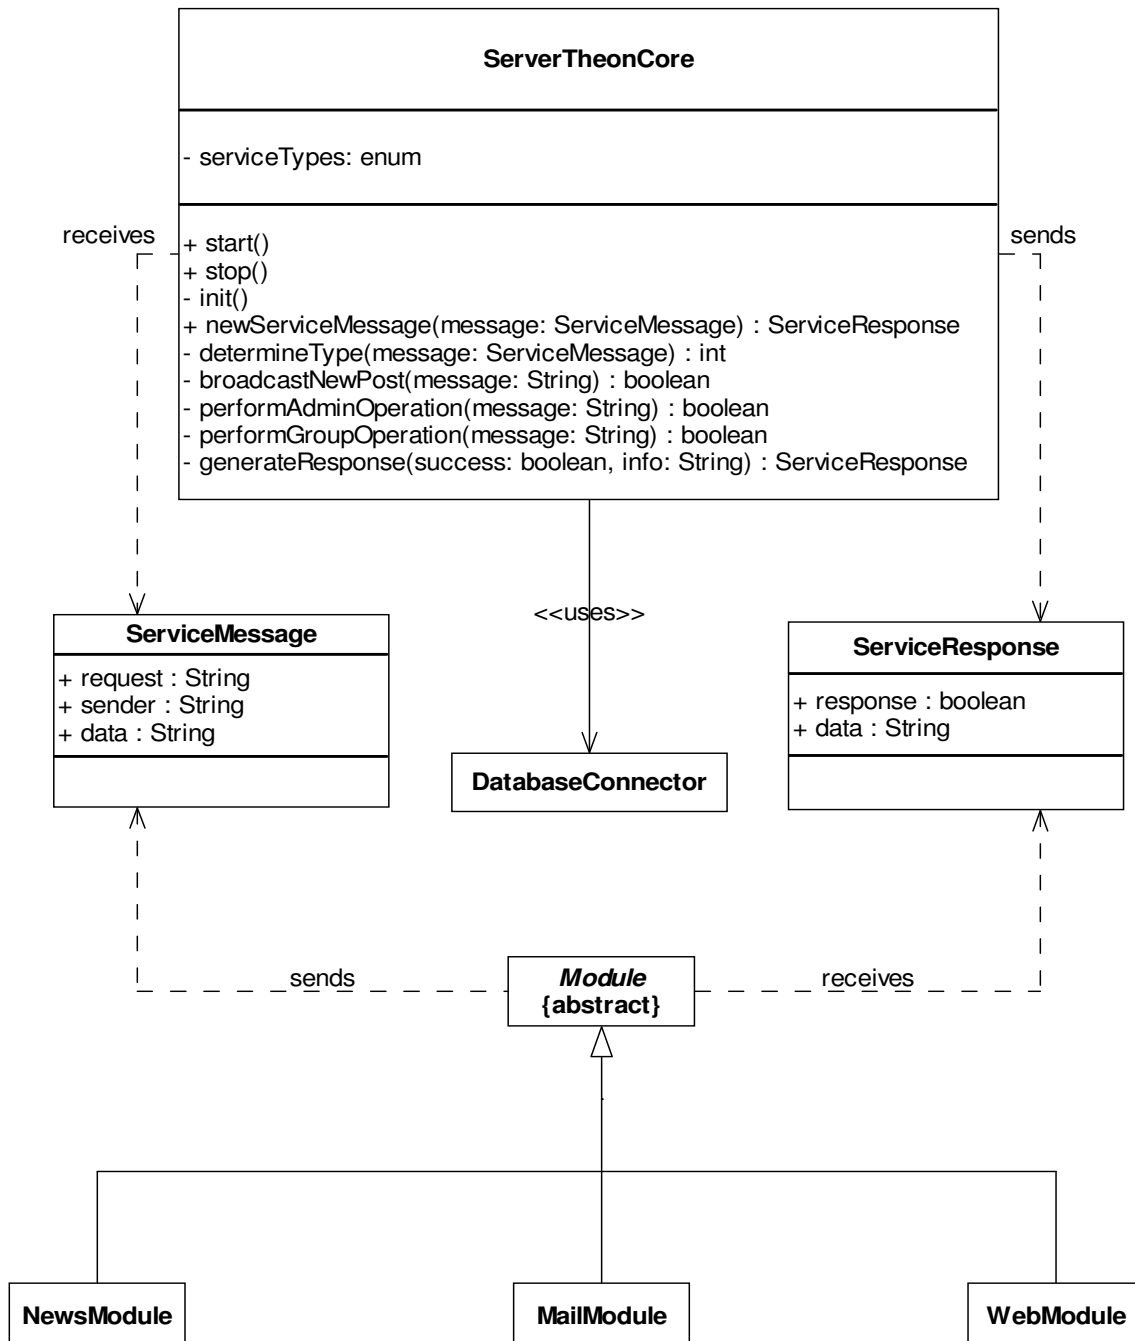 ServerTheonCore
- serviceTypes: enum
receives
sends
+ start()
+ stop()
- init()
+ newServiceMessage(message: ServiceMessage) : ServiceResponse
- determineType(message: ServiceMessage) : int
- broadcastNewPost(message: String) : boolean
- performAdminOperation(message: String) : boolean
- performGroupOperation(message: String) : boolean
- generateResponse(success: boolean, info: String) : ServiceResponse
<<uses>>
ServiceMessage
+ request : String
+ sender : String
+ data : String
ServiceResponse
+ response : boolean
+ data : String
DatabaseConnector
sends
Module
{abstract}
receives
NewsModule
MailModule
WebModule